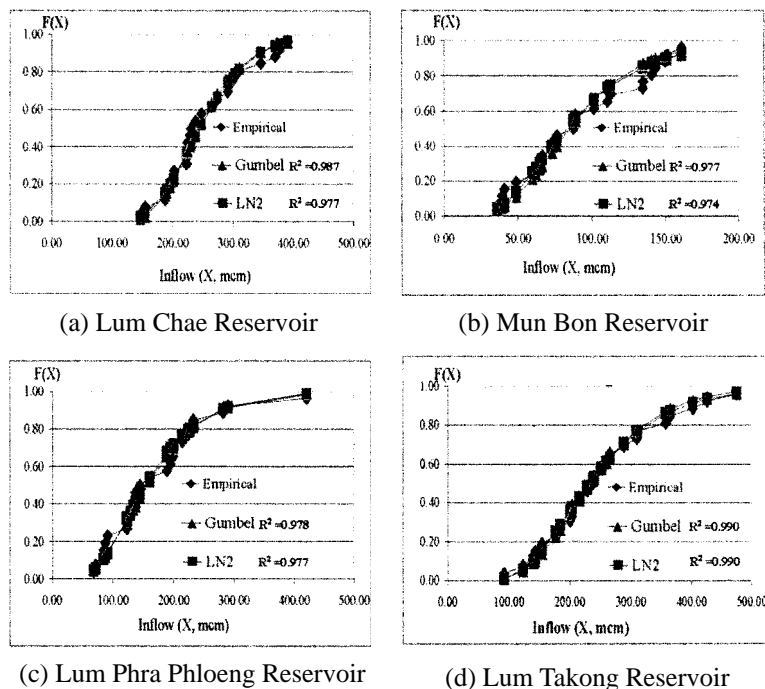 F(X)
1.00
0.80
0.60
0.40
0.20
0.00
0.00 100.00 200.00 300.00 400.00 500.00
Inflow (X, mcm)
Empirical
Gumbel R² =0.987
LN2 R² =0.977
(a) Lum Chae Reservoir
F(X)
1.00
0.80
0.60
0.40
0.20
0.00
0.00 50.00 100.00 150.00 200.00
Inflow (X, mcm)
Empirical
Gumbel R² =0.977
LN2 R² =0.974
(b) Mun Bon Reservoir
F(X)
1.00
0.80
0.60
0.40
0.20
0.00
0.00 100.00 200.00 300.00 400.00 500.00
Inflow (X, mcm)
Empirical
Gumbel R² =0.978
LN2 R² =0.977
(c) Lum Phra Phloeng Reservoir
F(X)
1.00
0.80
0.60
0.40
0.20
0.00
0.00 100.00 200.00 300.00 400.00 500.00
Inflow (X, mcm)
Empirical
Gumbel R² =0.990
LN2 R² =0.990
(d) Lum Takong Reservoir